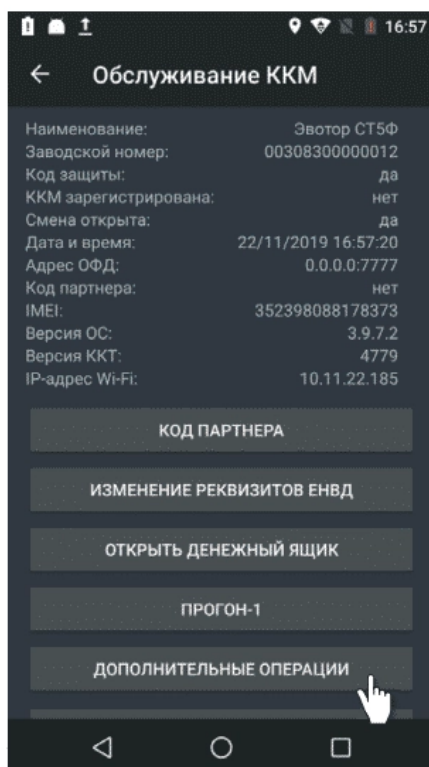 16:57
Обслуживание ККМ
Наименование: Эвотор СТ5Ф
Заводской номер: 00308300000012
Код защиты: да
ККМ зарегистрирована: нет
Смена открыта: да
Дата и время: 22/11/2019 16:57:20
Адрес ОФД: 0.0.0.0:7777
Код партнера: нет
IMEI: 352398088178373
Версия ОС: 3.9.7.2
Версия ККТ: 4779
IP-адрес Wi-Fi: 10.11.22.185
КОД ПАРТНЕРА
ИЗМЕНЕНИЕ РЕКВИЗИТОВ ЕНВД
ОТКРЫТЬ ДЕНЕЖНЫЙ ЯЩИК
ПРОГОН-1
ДОПОЛНИТЕЛЬНЫЕ ОПЕРАЦИИ